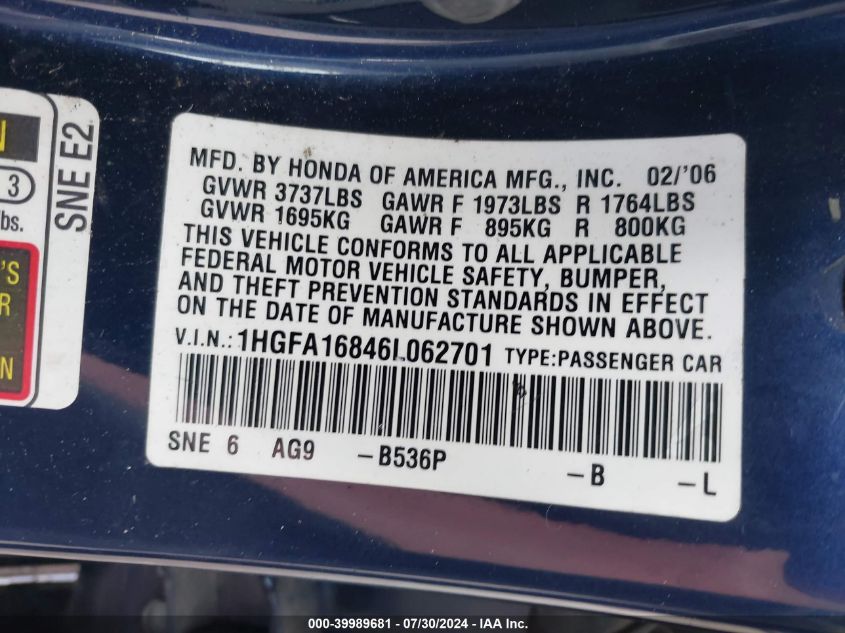 N
3
lbs.
'S
R
N
SNE E2
MFD. BY HONDA OF AMERICA MFG., INC. 02/'06
GVWR 3737LBS GAWR F 1973LBS R 1764LBS
GVWR 1695KG GAWR F 895KG R 800KG
THIS VEHICLE CONFORMS TO ALL APPLICABLE
FEDERAL MOTOR VEHICLE SAFETY, BUMPER,
AND THEFT PREVENTION STANDARDS IN EFFECT
ON THE DATE OF MANUFACTURE SHOWN ABOVE.
V.I.N.: 1HGFA16846L062701 TYPE:PASSENGER CAR
SNE 6 AG9 -B536P -B -L
000-39989681 / 07/30/2024 - IAA Inc.